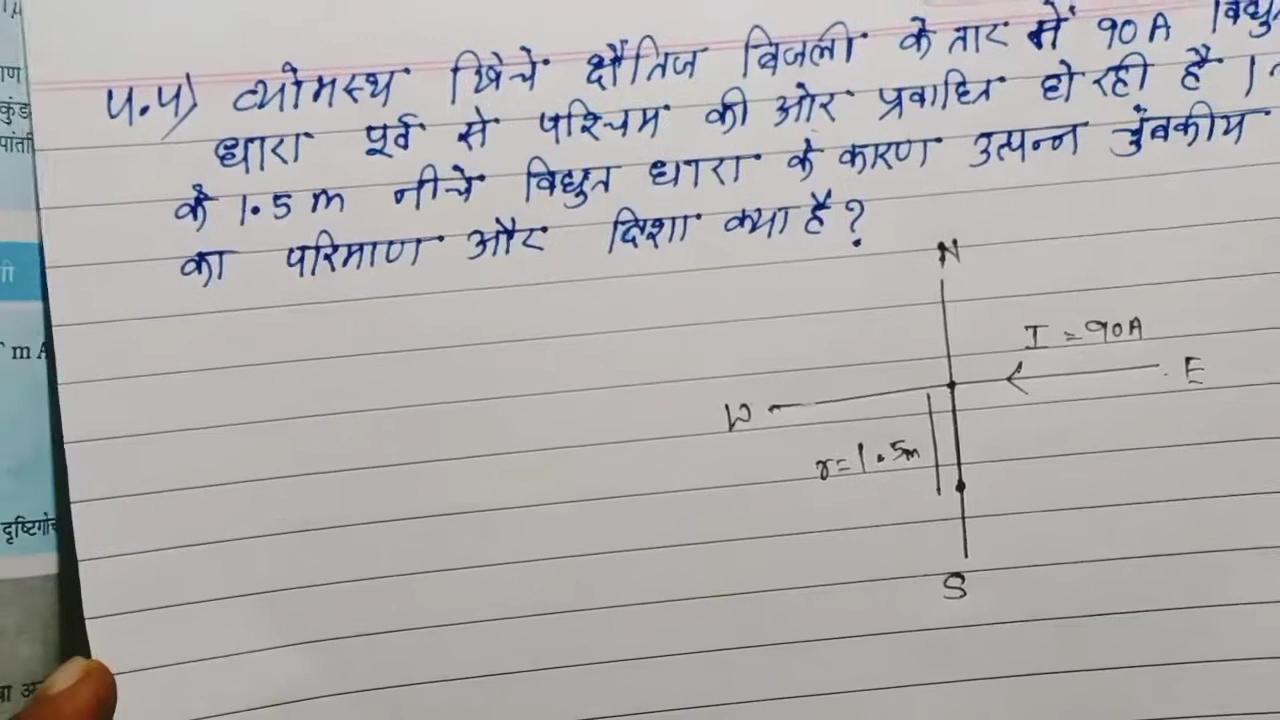 4.4) व्योमस्थ खिंचे क्षैतिज बिजली के तार में 90A
धारा पूर्व से पश्चिम की ओर प्रवाहित हो रही है ।
के 1.5 m नीचे विद्युत धारा के कारण उत्पन्न चुंबकीय
का परिमाण और दिशा क्या है ?
N
I = 90A
E
W
r = 1.5m
S
m A